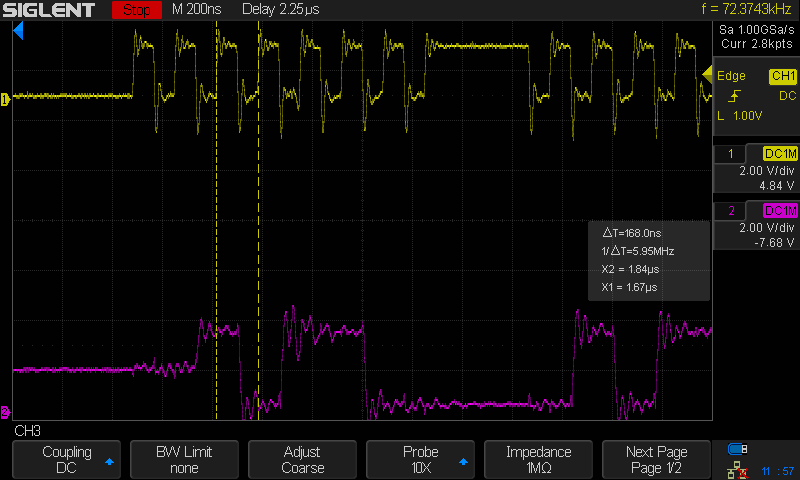 SIGLENT Stop M 200ns Delay 2.25µs f = 72.3743kHz
Sa 1.00GSa/s
Curr 2.8kpts
Edge CH1
DC
L 1.00V
1 DC1M
2.00 V/div
4.84 V
2 DC1M
2.00 V/div
-7.68 V
1
△T=168.0ns
1/△T=5.95MHz
X2 = 1.84µs
X1 = 1.67µs
2
CH3
Coupling
DC
BW Limit
none
Adjust
Coarse
Probe
10X
Impedance
1MΩ
Next Page
Page 1/2
11 : 57